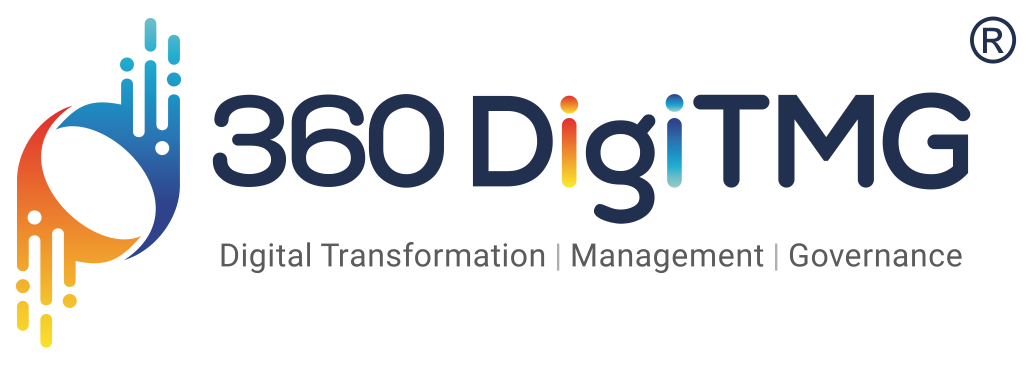 ®
360 DigiTMG
Digital Transformation | Management | Governance